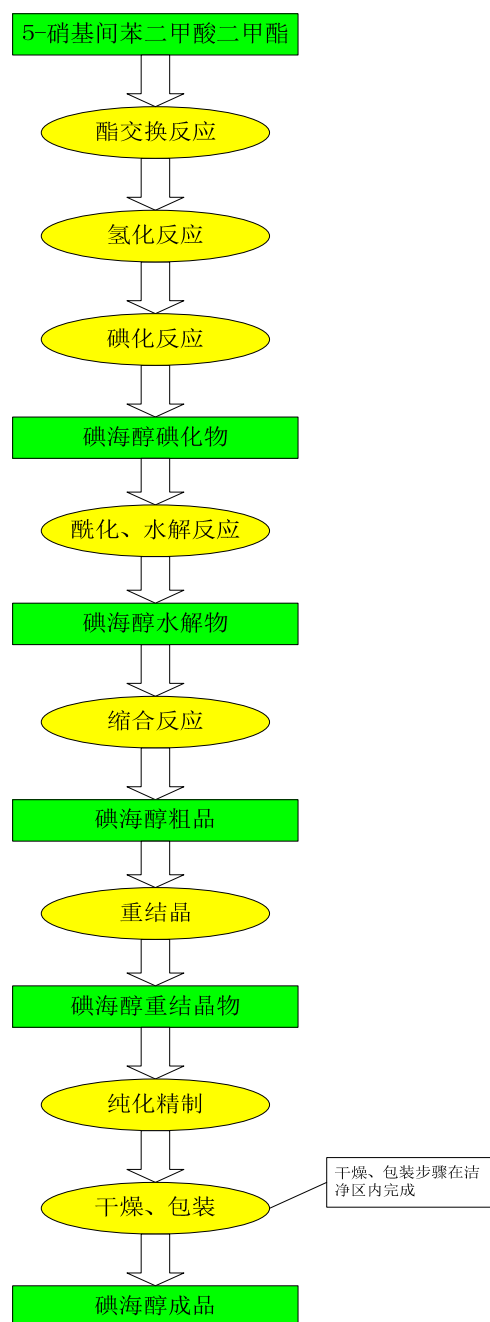 5-硝基间苯二甲酸二甲酯
酯交换反应
氢化反应
碘化反应
碘海醇碘化物
酰化、水解反应
碘海醇水解物
缩合反应
碘海醇粗品
重结晶
碘海醇重结晶物
纯化精制
干燥、包装步骤在洁
净区内完成
干燥、包装
碘海醇成品